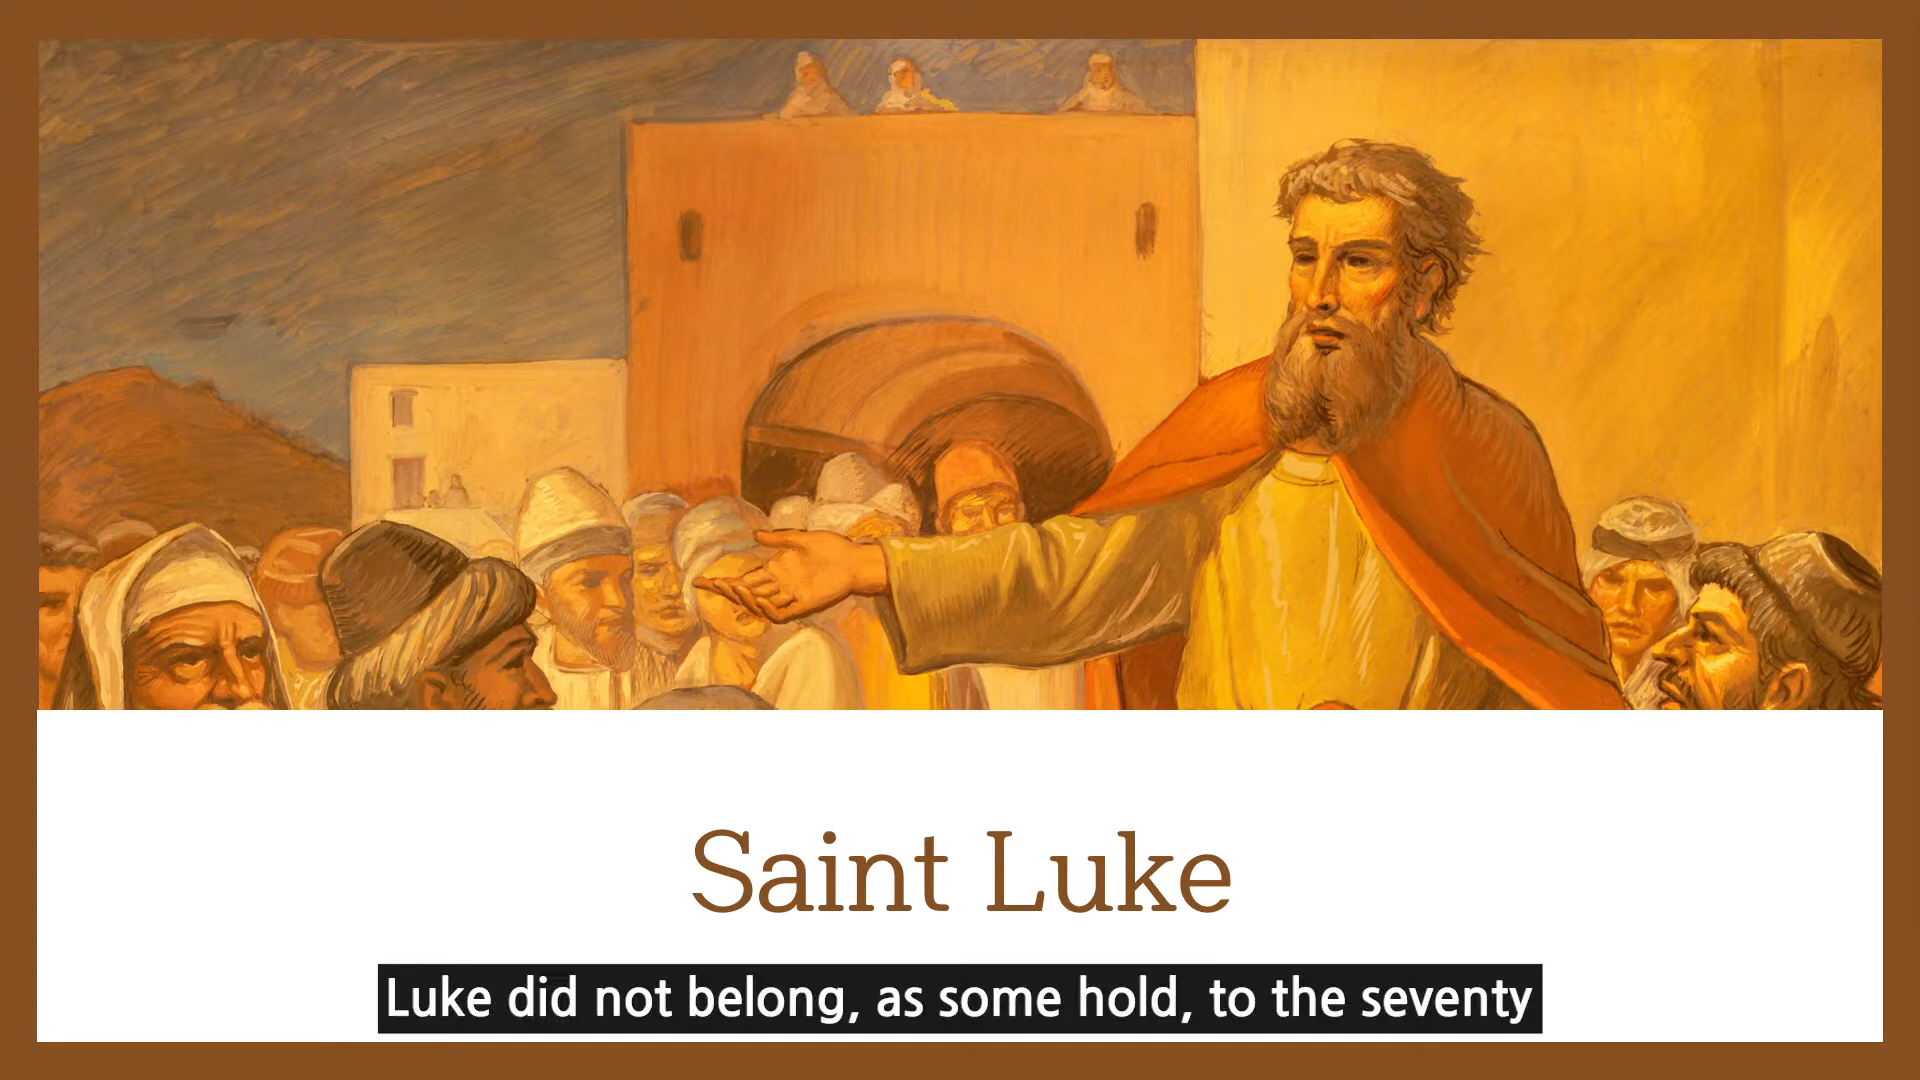 Saint Luke
Luke did not belong, as some hold, to the seventy